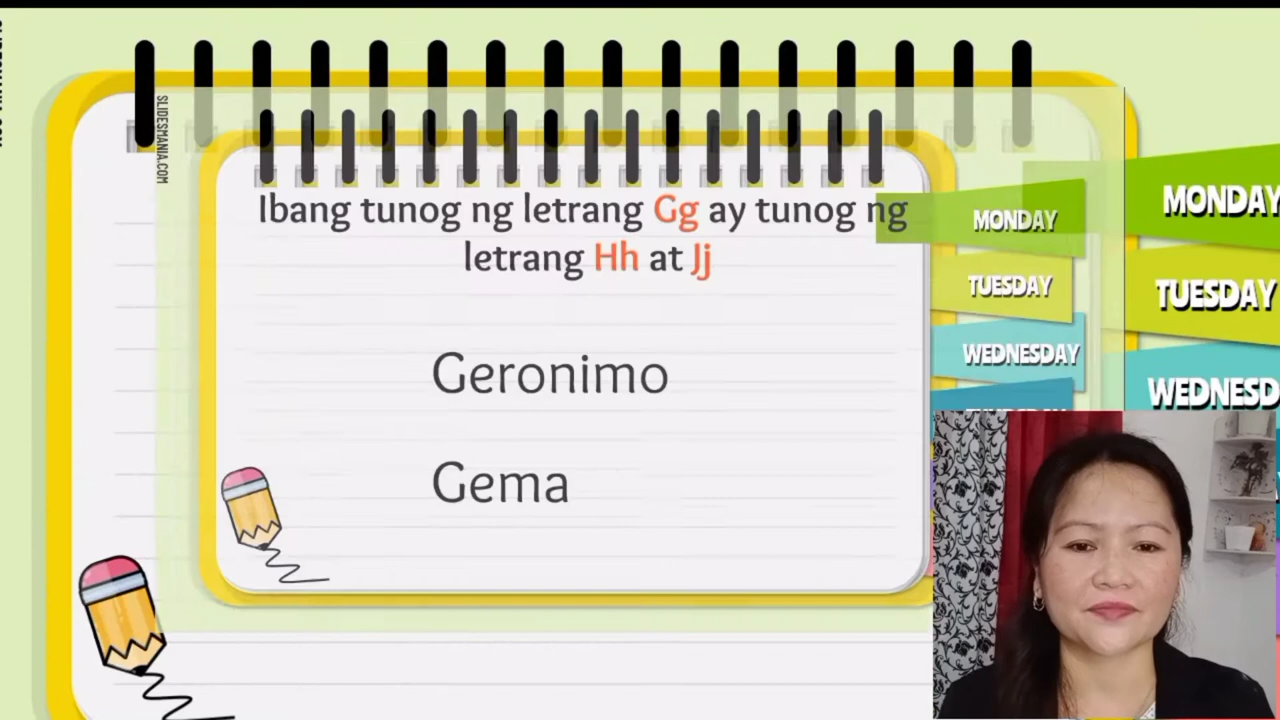 SLIDESMANIA.COM
Ibang tunog ng letrang Gg ay tunog ng
letrang Hh at Jj
Geronimo
Gema
MONDAY
TUESDAY
WEDNESDAY
MONDAY
TUESDAY
WEDNESD